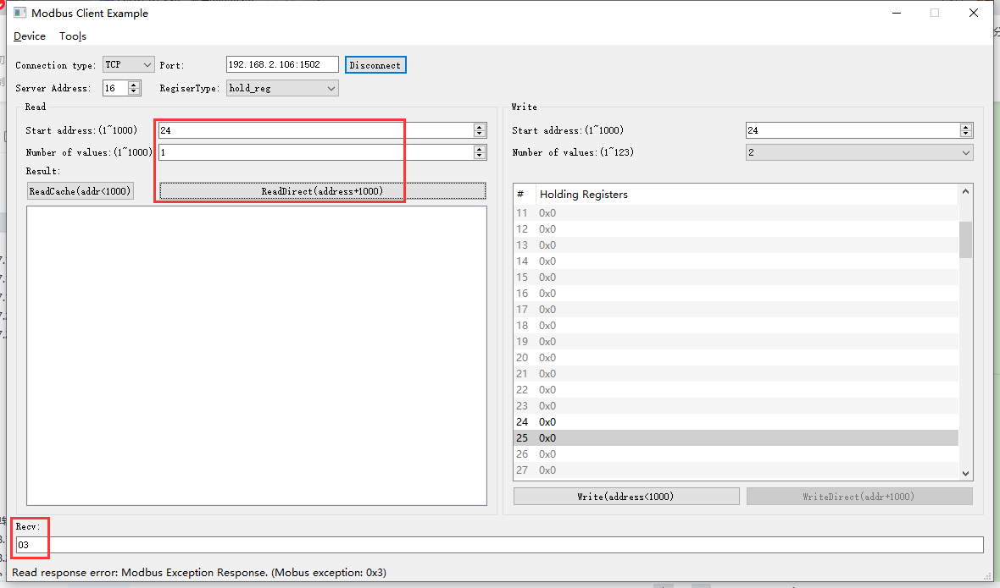 Modbus Client Example
Device Tools
Connection type: TCP Port: 192.168.2.106:1502 Disconnect
Server Address: 16 RegiserType: hold_reg
Read
Start address:(1~1000) 24
Number of values:(1~1000) 1
Result:
ReadCache(addr<1000) ReadDirect(address+1000)
Write
Start address:(1~1000) 24
Number of values:(1~123) 2
# Holding Registers
11 0x0
12 0x0
13 0x0
14 0x0
15 0x0
16 0x0
17 0x0
18 0x0
19 0x0
20 0x0
21 0x0
22 0x0
23 0x0
24 0x0
25 0x0
26 0x0
27 0x0
Write(address<1000) WriteDirect(addr+1000)
Recv:
03
Read response error: Modbus Exception Response. (Mobus exception: 0x3)